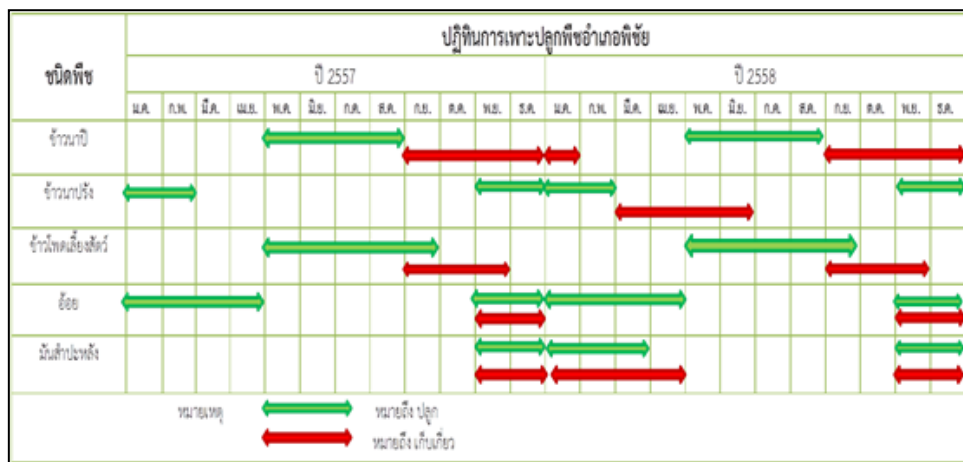 ปฏิทินการเพาะปลูกพืชอำเภอพิชัย
ชนิดพืช
ปี 2557 ปี 2558
ม.ค. ก.พ. มี.ค. เม.ย. พ.ค. มิ.ย. ก.ค. ส.ค. ก.ย. ต.ค. พ.ย. ธ.ค. ม.ค. ก.พ. มี.ค. เม.ย. พ.ค. มิ.ย. ก.ค. ส.ค. ก.ย. ต.ค. พ.ย. ธ.ค.
ข้าวนาปี
ข้าวนาปรัง
ข้าวโพดเลี้ยงสัตว์
อ้อย
มันสำปะหลัง
หมายเหตุ หมายถึง ปลูก
หมายถึง เก็บเกี่ยว